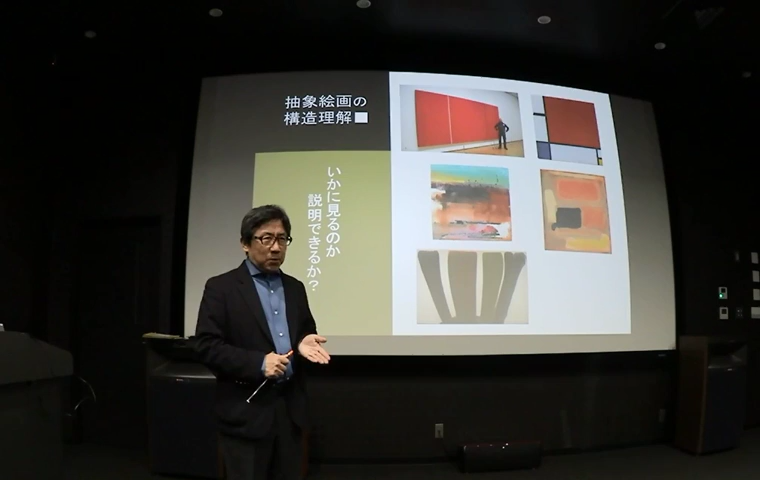 抽象絵画の
構造理解■
いかに見るのか
説明できるか？